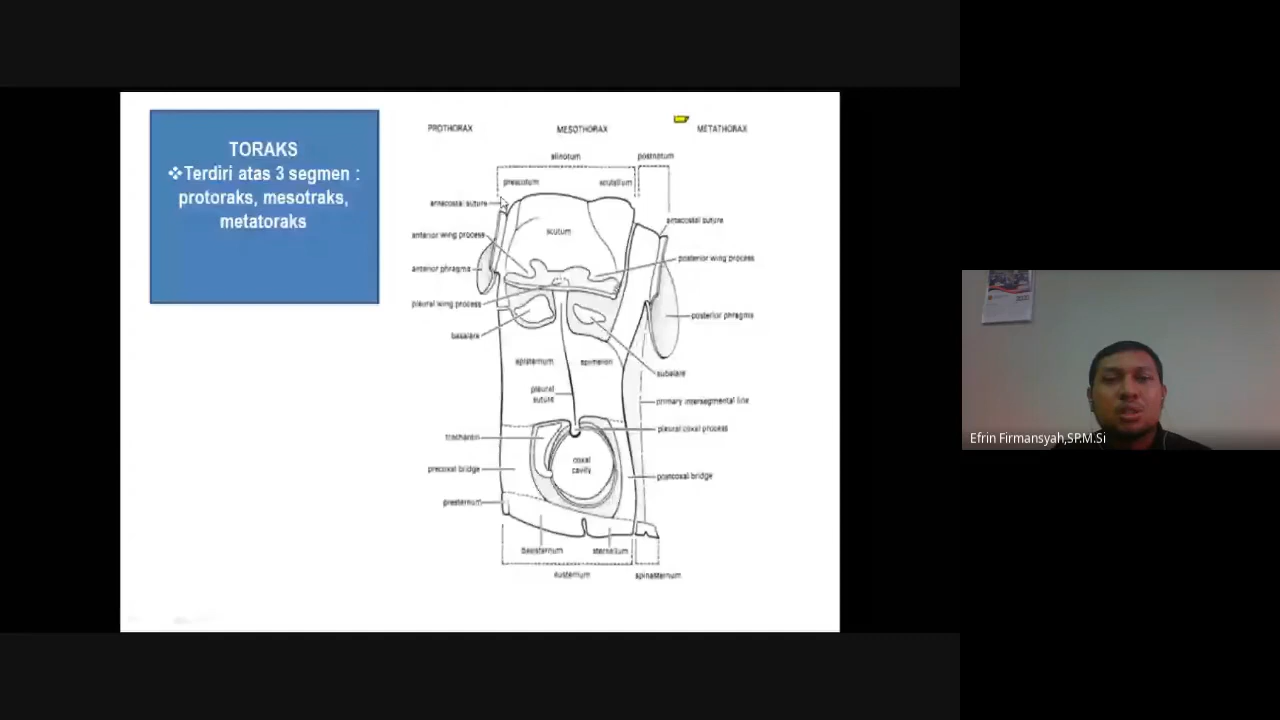 TORAKS
❖Terdiri atas 3 segmen :
protoraks, mesotraks,
metatoraks
PROTHORAX
MESOTHORAX
METATHORAX
alinotum
postnotum
prescutum
scutellum
antecostal suture
antecostal suture
anterior wing process
scutum
posterior wing process
anterior phragma
pleural wing process
posterior phragma
basalare
episternum
epimeron
subalare
pleural
suture
primary intersegmental line
pleural coxal process
trochantin
coxal
cavity
precoxal bridge
postcoxal bridge
presternum
basisternum
sternellum
eusternum
spinasternum
Efrin Firmansyah,SP.M.Si